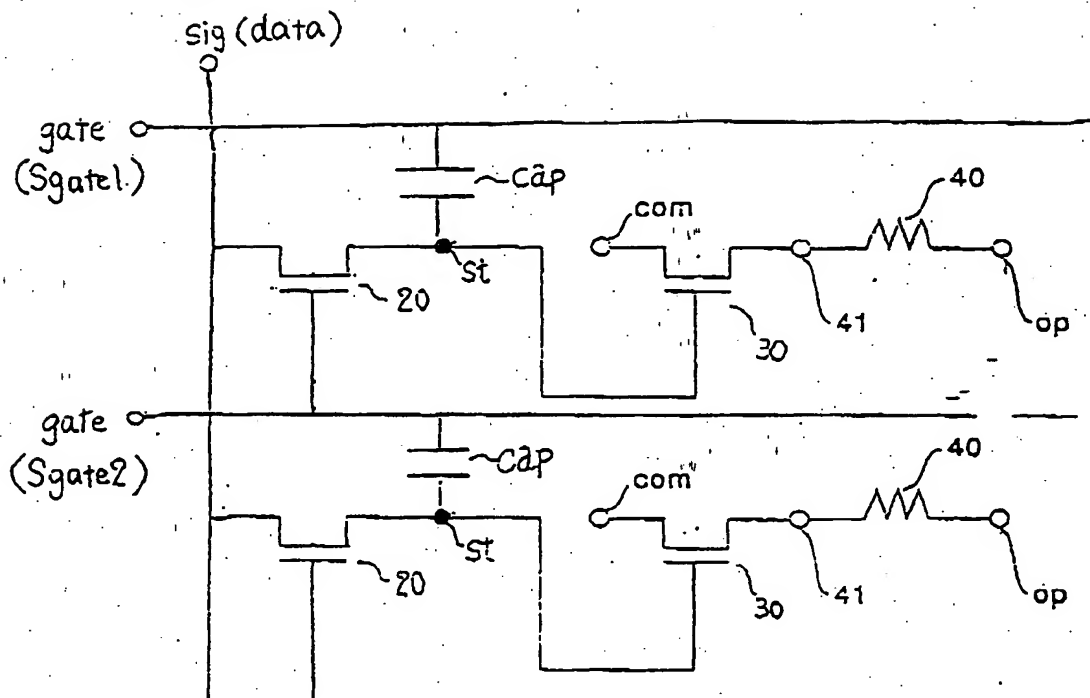 sig (data)
gate
(Sgate1.)
Cap
com
40
St
20
30
41
op
gate
(Sgate2)
Cap
com
40
St
20
30
41
op